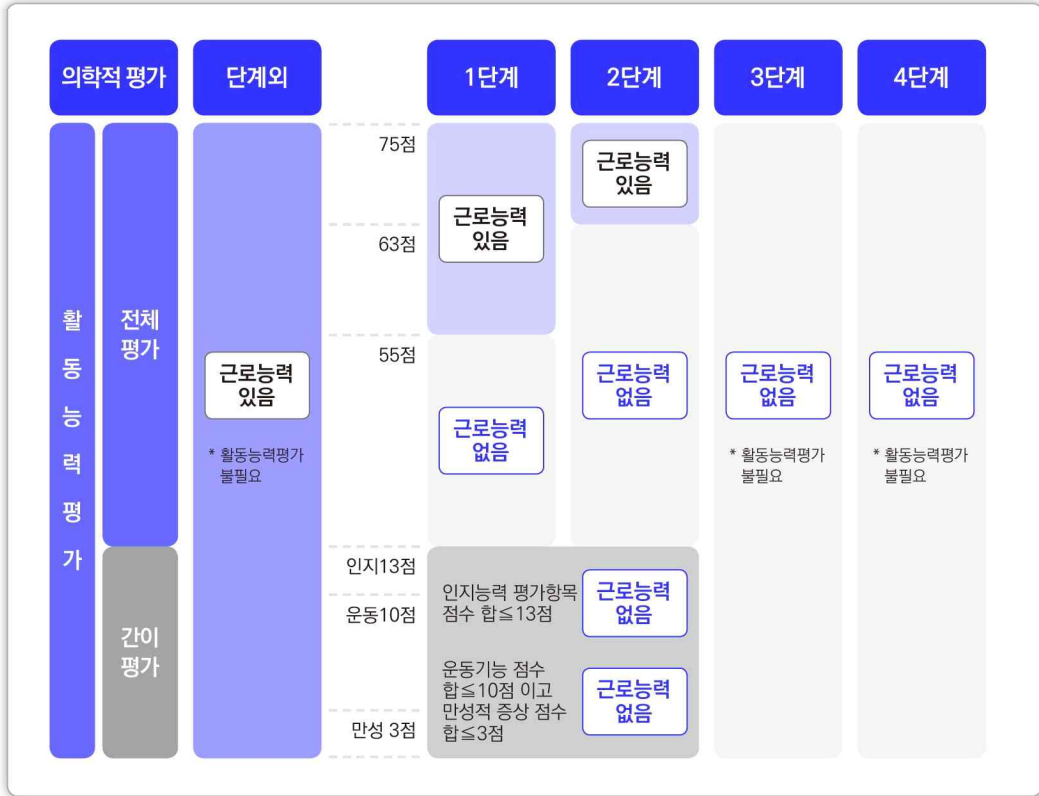 의학적 평가
단계외
1단계
2단계
3단계
4단계
활
동
능
력
평
가
전체
평가
근로능력
있음
* 활동능력평가
불필요
75점
63점
55점
근로능력
있음
근로능력
없음
근로능력
있음
근로능력
없음
근로능력
없음
* 활동능력평가
불필요
근로능력
없음
* 활동능력평가
불필요
간이
평가
인지13점
운동10점
만성 3점
인지능력 평가항목
점수 합≦13점
근로능력
없음
운동기능 점수
합≦10점 이고
만성적 증상 점수
합≦3점
근로능력
없음